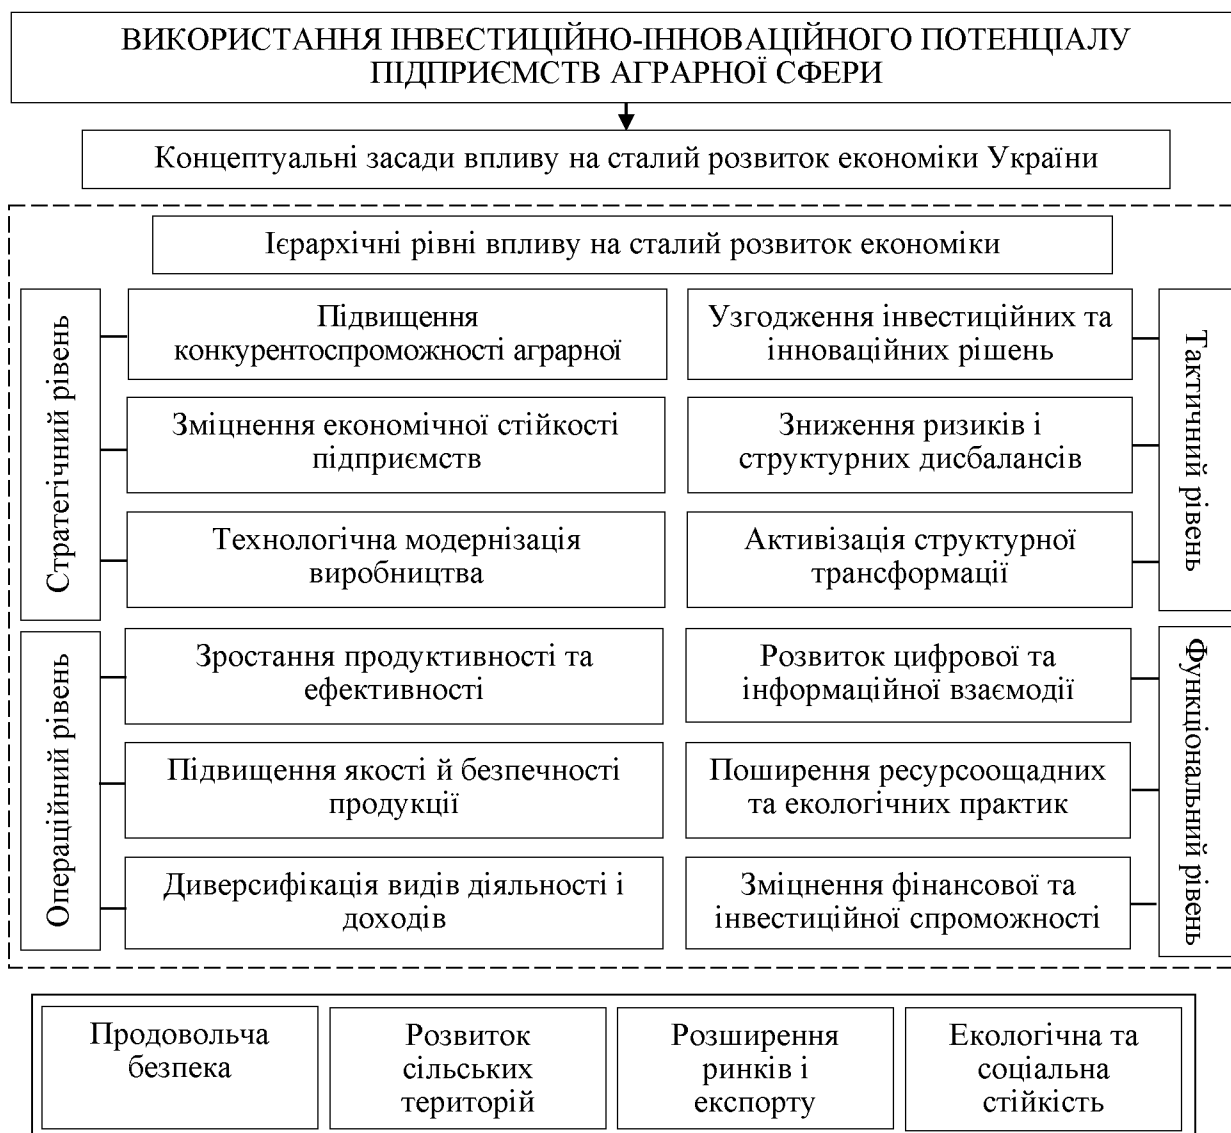 ВИКОРИСТАННЯ ІНВЕСТИЦІЙНО-ІННОВАЦІЙНОГО ПОТЕНЦІАЛУ
ПІДПРИЄМСТВ АГРАРНОЇ СФЕРИ
Концептуальні засади впливу на сталий розвиток економіки України
Ієрархічні рівні впливу на сталий розвиток економіки
Стратегічний рівень
Підвищення
конкурентоспроможності аграрної
Зміцнення економічної стійкості
підприємств
Технологічна модернізація
виробництва
Узгодження інвестиційних та
інноваційних рішень
Зниження ризиків і
структурних дисбалансів
Активізація структурної
трансформації
Тактичний рівень
Операційний рівень
Зростання продуктивності та
ефективності
Підвищення якості й безпечності
продукції
Диверсифікація видів діяльності і
доходів
Розвиток цифрової та
інформаційної взаємодії
Поширення ресурсоощадних
та екологічних практик
Зміцнення фінансової та
інвестиційної спроможності
Функціональний рівень
Продовольча
безпека
Розвиток
сільських
територій
Розширення
ринків і
експорту
Екологічна та
соціальна
стійкість